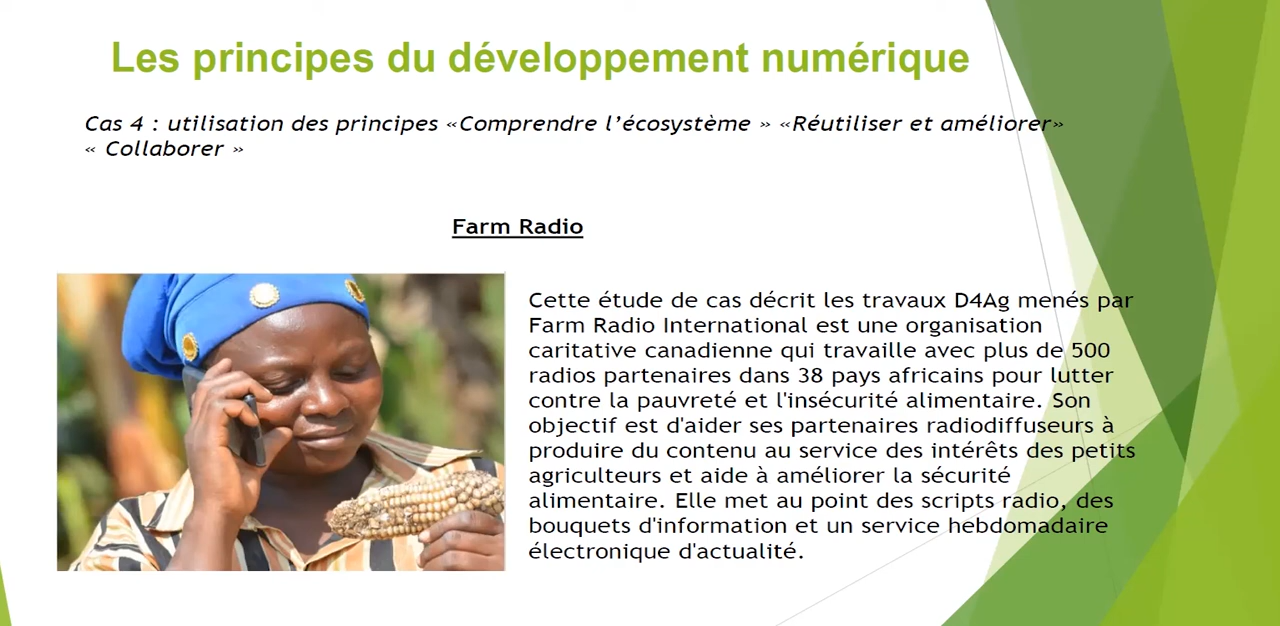 Les principes du développement numérique
Cas 4 : utilisation des principes «Comprendre l’écosystème » «Réutiliser et améliorer»
« Collaborer »
Farm Radio
Cette étude de cas décrit les travaux D4Ag menés par
Farm Radio International est une organisation
caritative canadienne qui travaille avec plus de 500
radios partenaires dans 38 pays africains pour lutter
contre la pauvreté et l'insécurité alimentaire. Son
objectif est d'aider ses partenaires radiodiffuseurs à
produire du contenu au service des intérêts des petits
agriculteurs et aide à améliorer la sécurité
alimentaire. Elle met au point des scripts radio, des
bouquets d'information et un service hebdomadaire
électronique d'actualité.